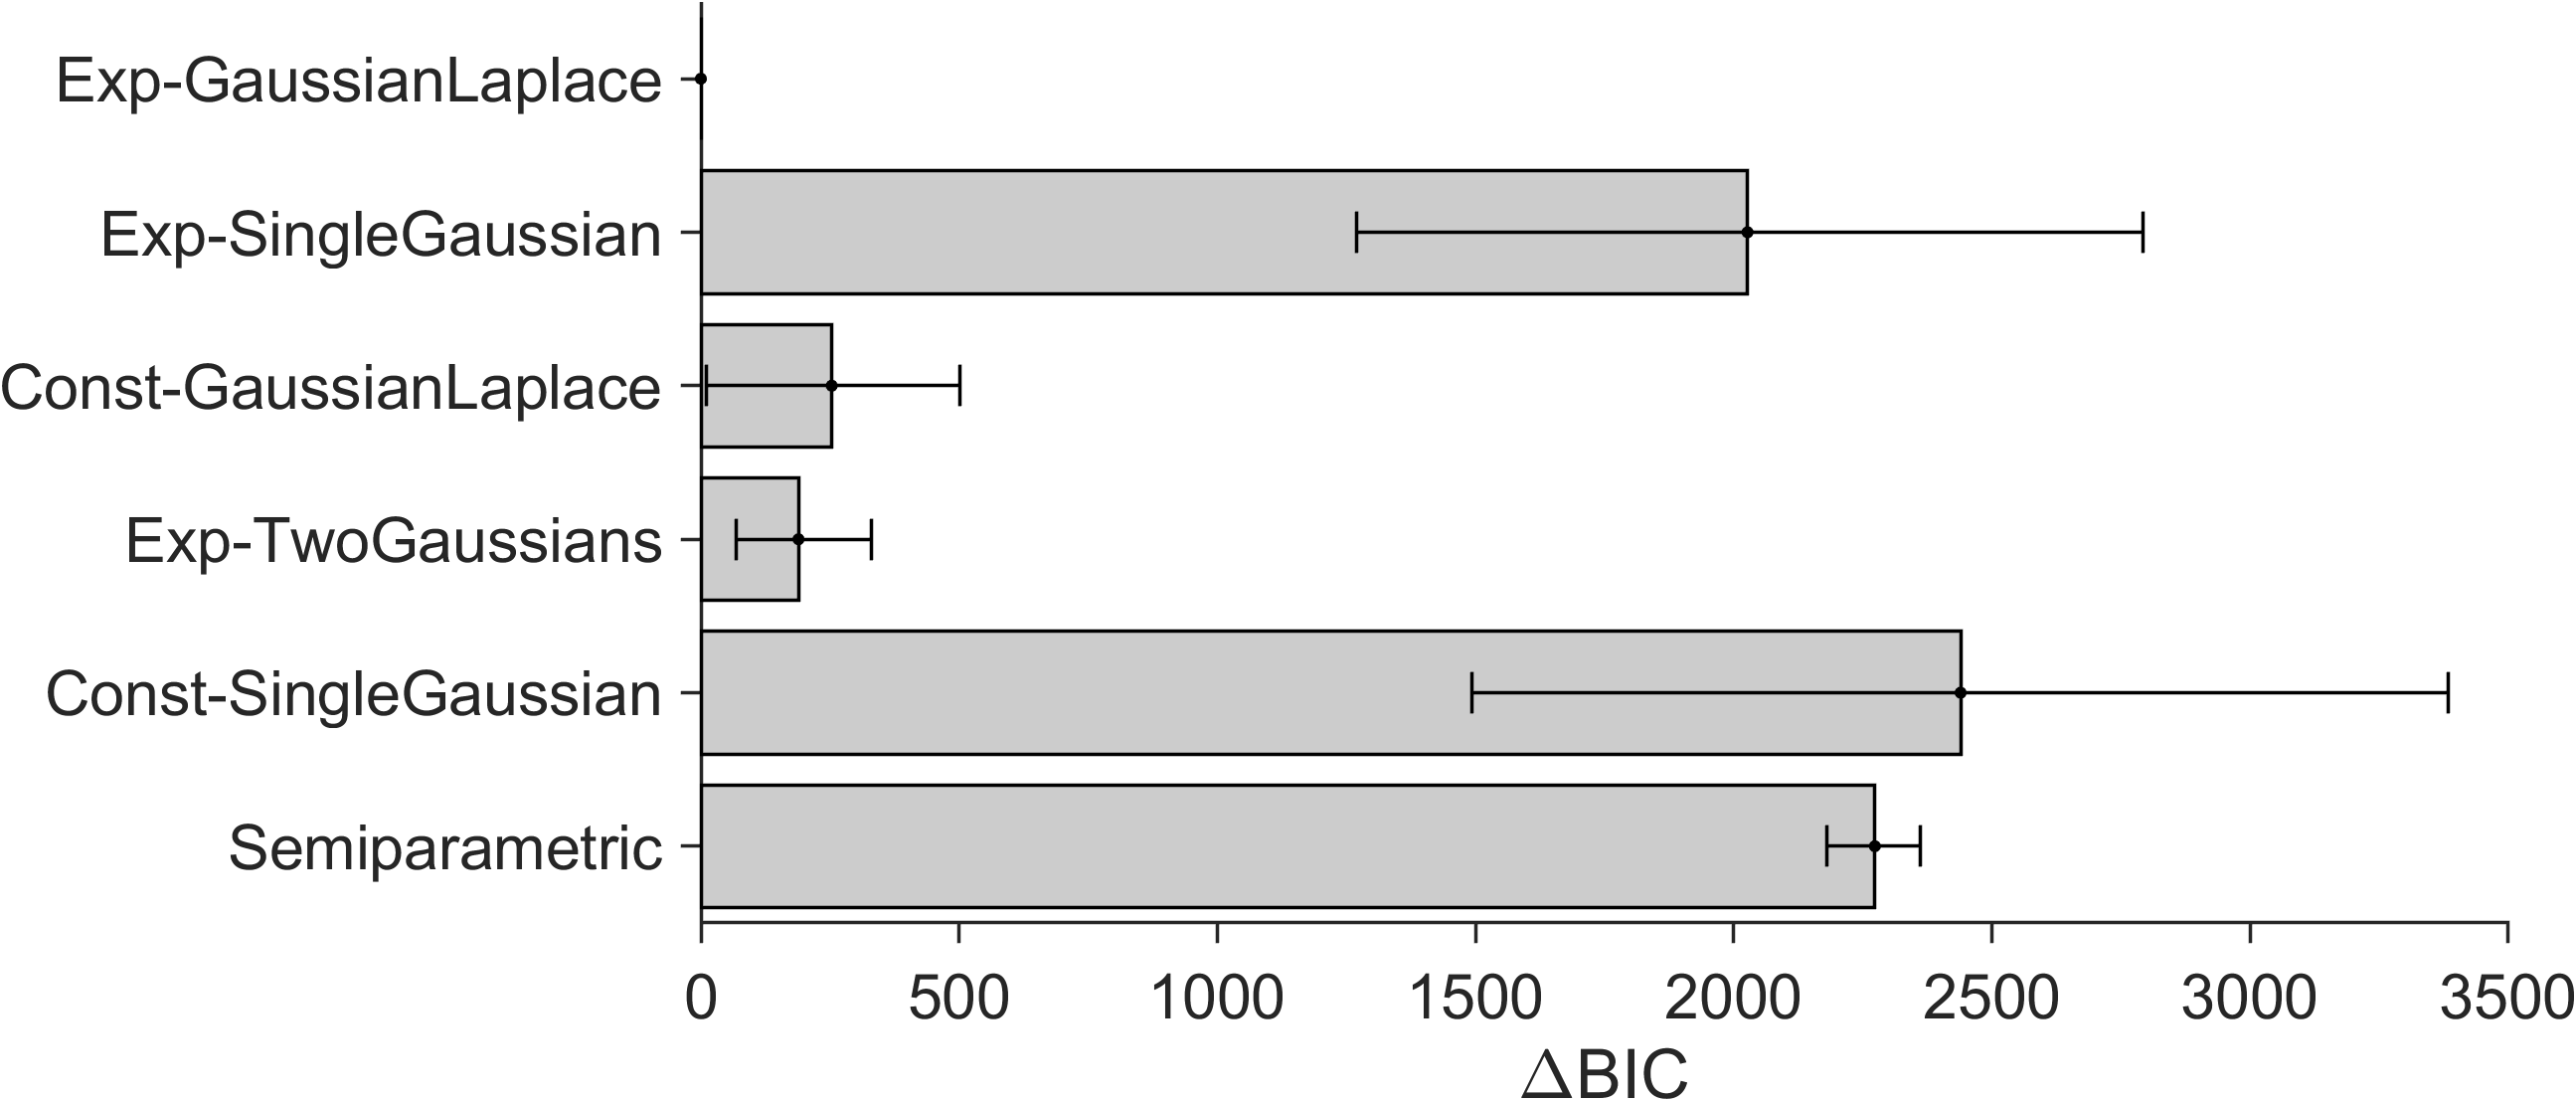 Exp-GaussianLaplace
Exp-SingleGaussian
Const-GaussianLaplace
Exp-TwoGaussians
Const-SingleGaussian
Semiparametric
0 500 1000 1500 2000 2500 3000 3500
ΔBIC